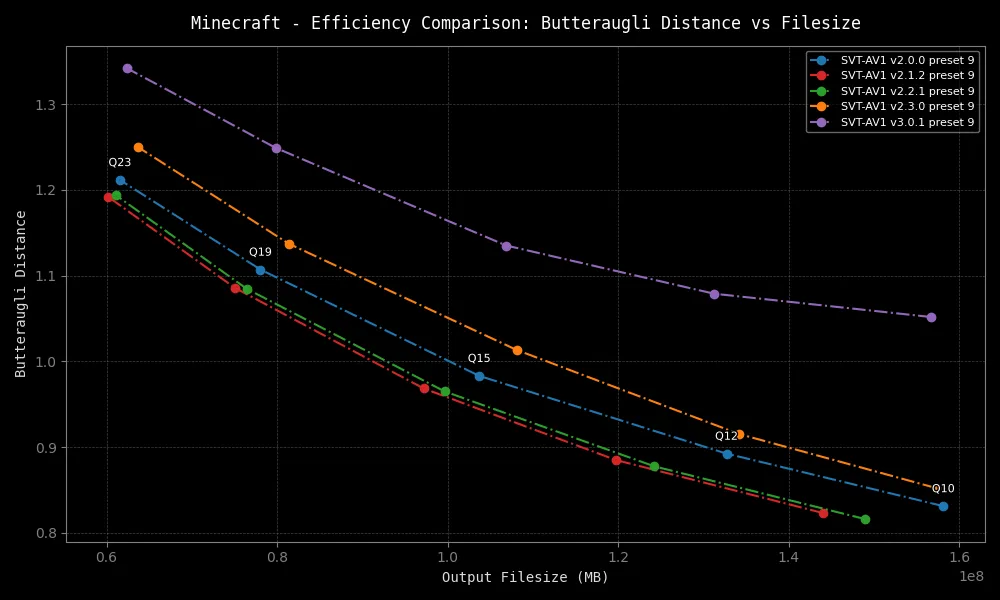 Minecraft - Efficiency Comparison: Butteraugli Distance vs Filesize
SVT-AV1 v2.0.0 preset 9
SVT-AV1 v2.1.2 preset 9
SVT-AV1 v2.2.1 preset 9
SVT-AV1 v2.3.0 preset 9
SVT-AV1 v3.0.1 preset 9
Butteraugli Distance
1.3
1.2
1.1
1.0
0.9
0.8
Q23
Q19
Q15
Q12
Q10
0.6
0.8
1.0
1.2
1.4
1.6
1e8
Output Filesize (MB)